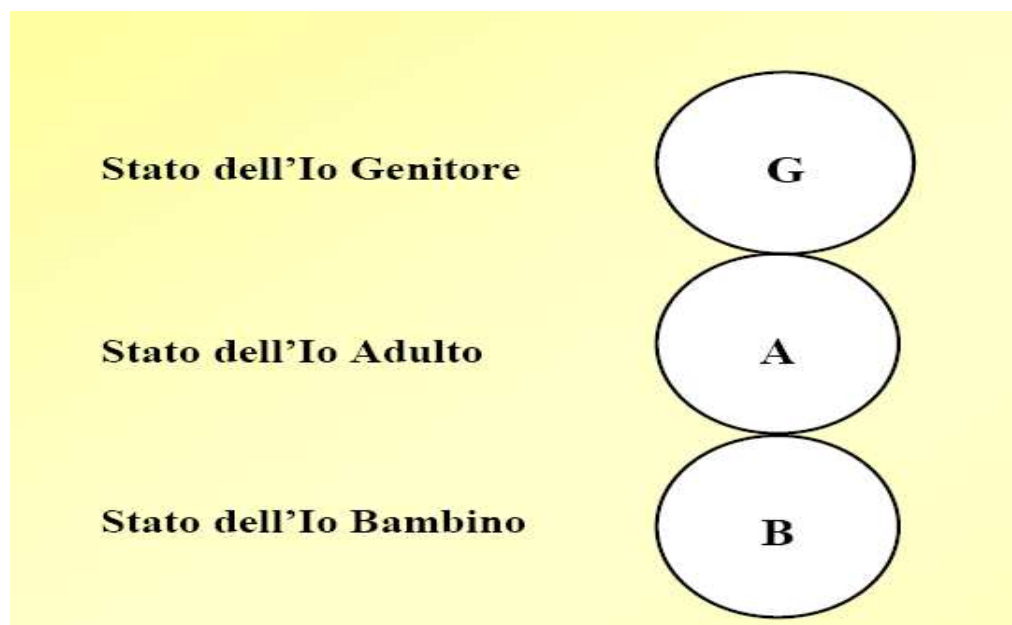 Stato dell’Io Genitore
G
Stato dell’Io Adulto
A
Stato dell’Io Bambino
B